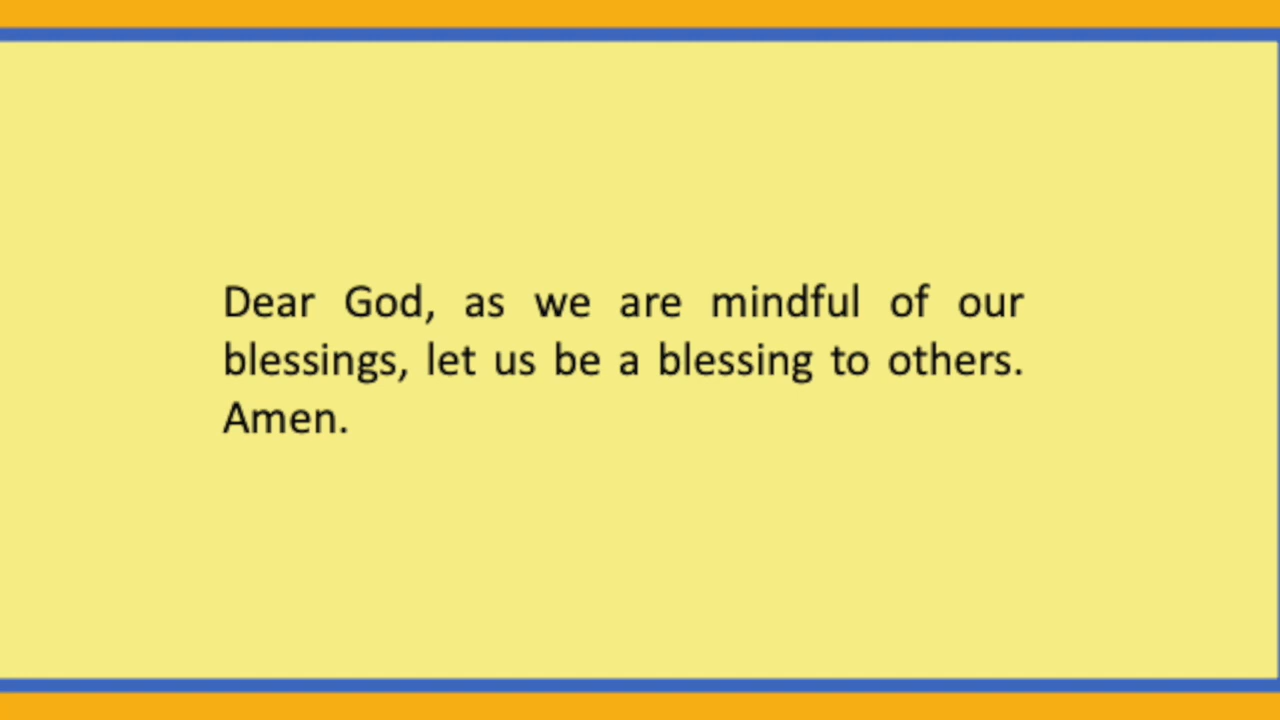 Dear God, as we are mindful of our
blessings, let us be a blessing to others.
Amen.